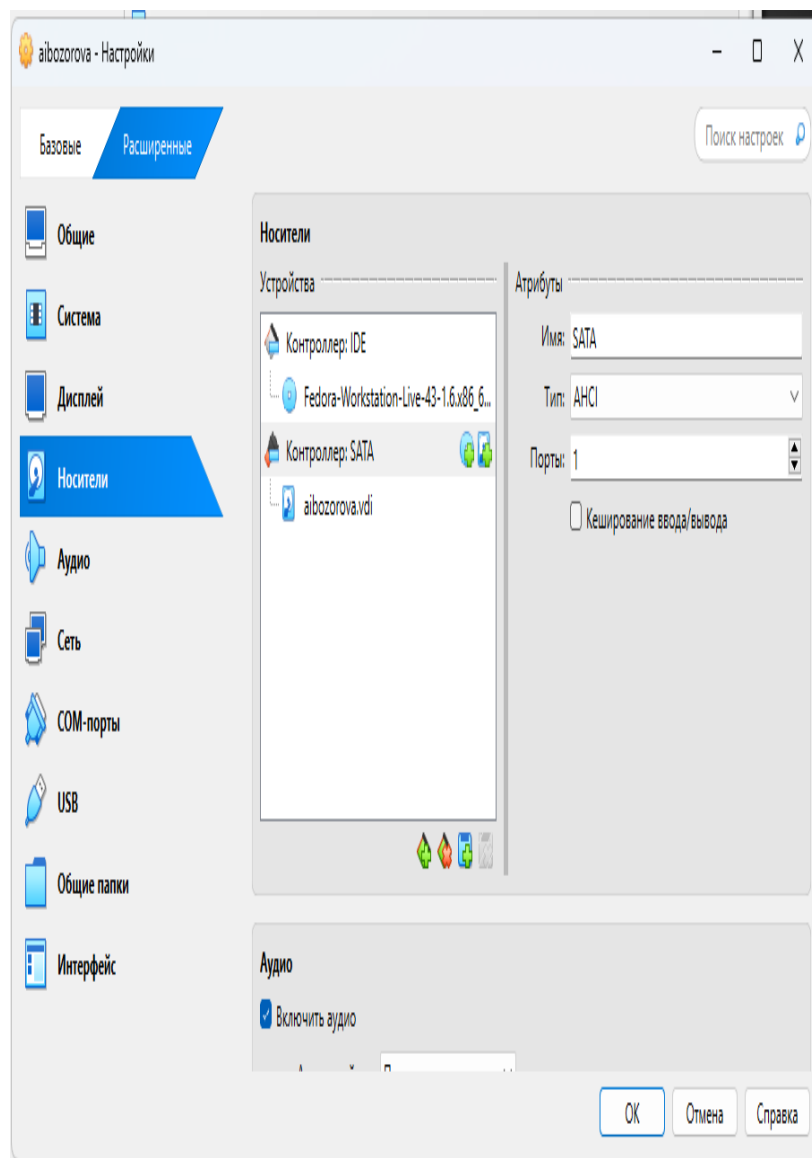 aibozorova - Настройки
Базовые
Расширенные
Поиск настроек
Общие
Система
Дисплей
Носители
Аудио
Сеть
COM-порты
USB
Общие папки
Интерфейс
Носители
Устройства
Контроллер: IDE
Fedora-Workstation-Live-43-1.6.x86_6...
Контроллер: SATA
aibozorova.vdi
Атрибуты
Имя: SATA
Тип: AHCI
Порты: 1
Кеширование ввода/вывода
Аудио
Включить аудио
ОК
Отмена
Справка